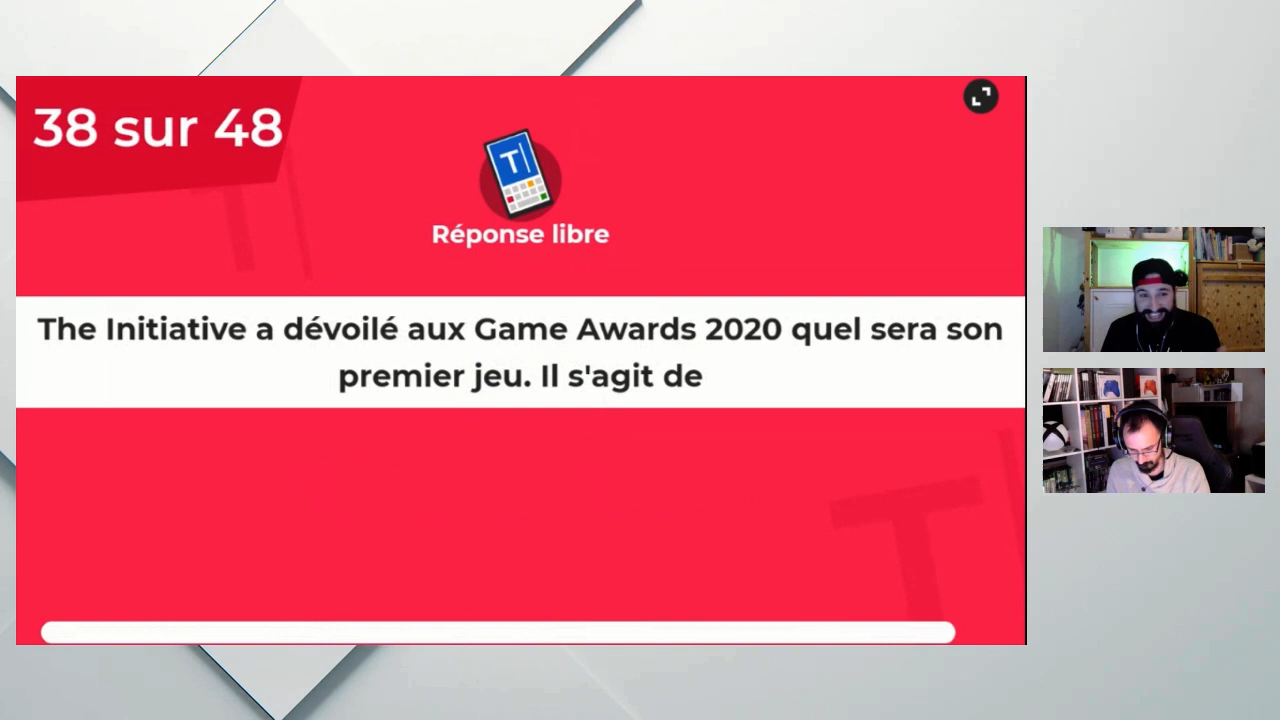 38 sur 48
T
Réponse libre
The Initiative a dévoilé aux Game Awards 2020 quel sera son
premier jeu. Il s'agit de